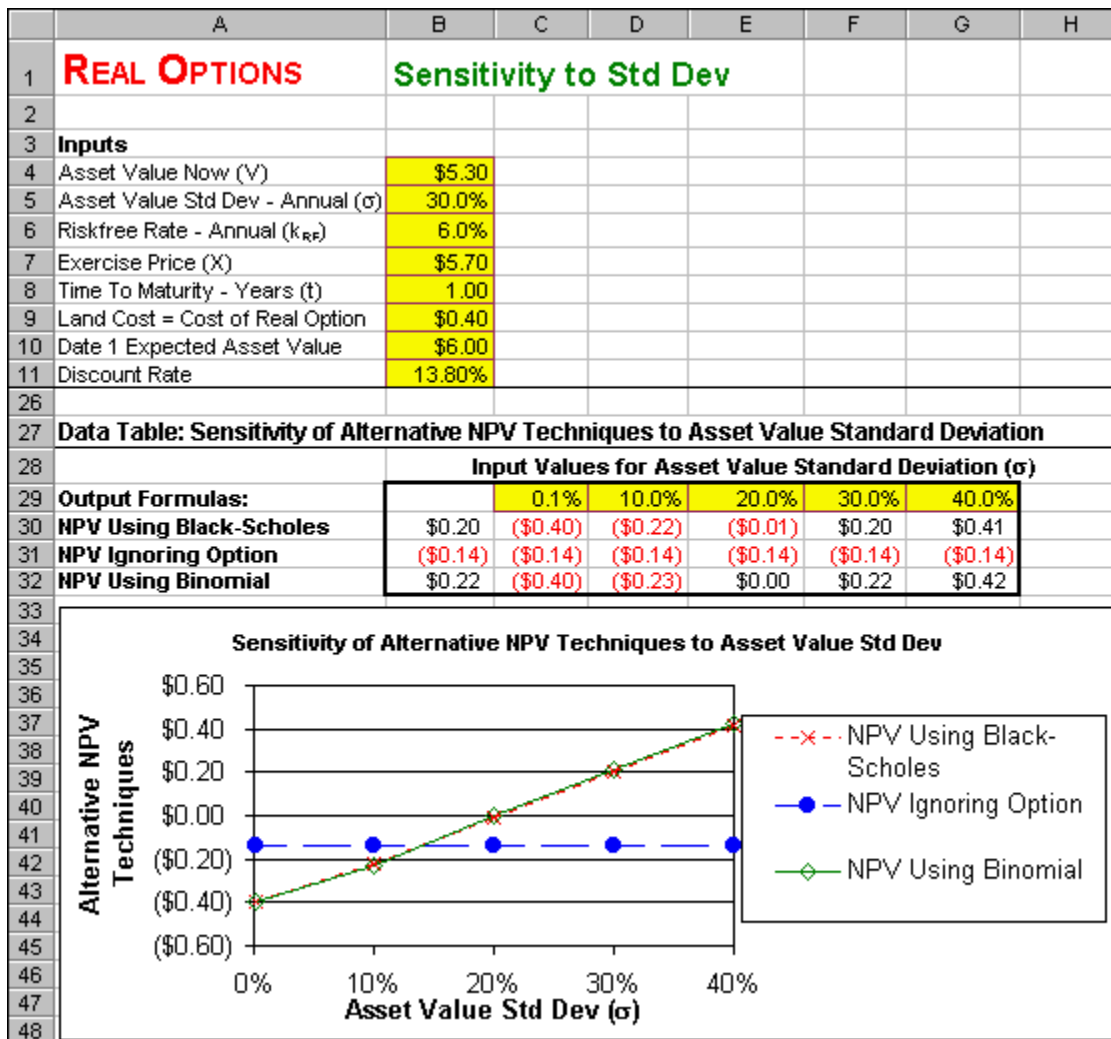 A B C D E F G H
1 REAL OPTIONS Sensitivity to Std Dev
2
3 Inputs
4 Asset Value Now (V) $5.30
5 Asset Value Std Dev - Annual (σ) 30.0%
6 Riskfree Rate - Annual (kRF) 6.0%
7 Exercise Price (X) $5.70
8 Time To Maturity - Years (t) 1.00
9 Land Cost = Cost of Real Option $0.40
10 Date 1 Expected Asset Value $6.00
11 Discount Rate 13.80%
26
27 Data Table: Sensitivity of Alternative NPV Techniques to Asset Value Standard Deviation
28 Input Values for Asset Value Standard Deviation (σ)
29 Output Formulas: 0.1% 10.0% 20.0% 30.0% 40.0%
30 NPV Using Black-Scholes $0.20 ($0.40) ($0.22) ($0.01) $0.20 $0.41
31 NPV Ignoring Option ($0.14) ($0.14) ($0.14) ($0.14) ($0.14) ($0.14)
32 NPV Using Binomial $0.22 ($0.40) ($0.23) $0.00 $0.22 $0.42
33
34
35
36
37
38
39
40
41
42
43
44
45
46
47
48
Sensitivity of Alternative NPV Techniques to Asset Value Std Dev
Alternative NPV
Techniques
$0.60
$0.40
$0.20
$0.00
($0.20)
($0.40)
($0.60)
0% 10% 20% 30% 40%
Asset Value Std Dev (σ)
NPV Using Black-
Scholes
NPV Ignoring Option
NPV Using Binomial